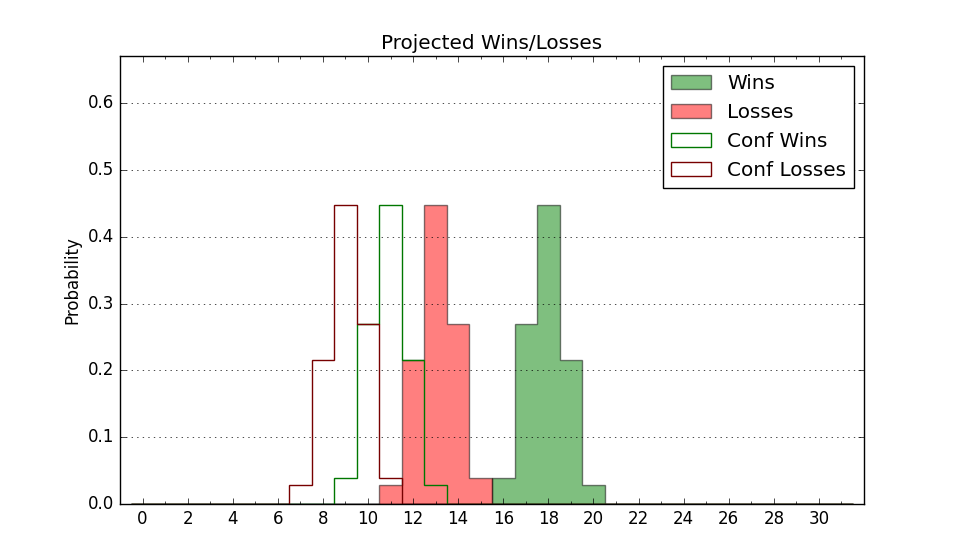 Projected Wins/Losses
Wins
Losses
Conf Wins
Conf Losses
Probability
0.6
0.5
0.4
0.3
0.2
0.1
0.0
0 2 4 6 8 10 12 14 16 18 20 22 24 26 28 30